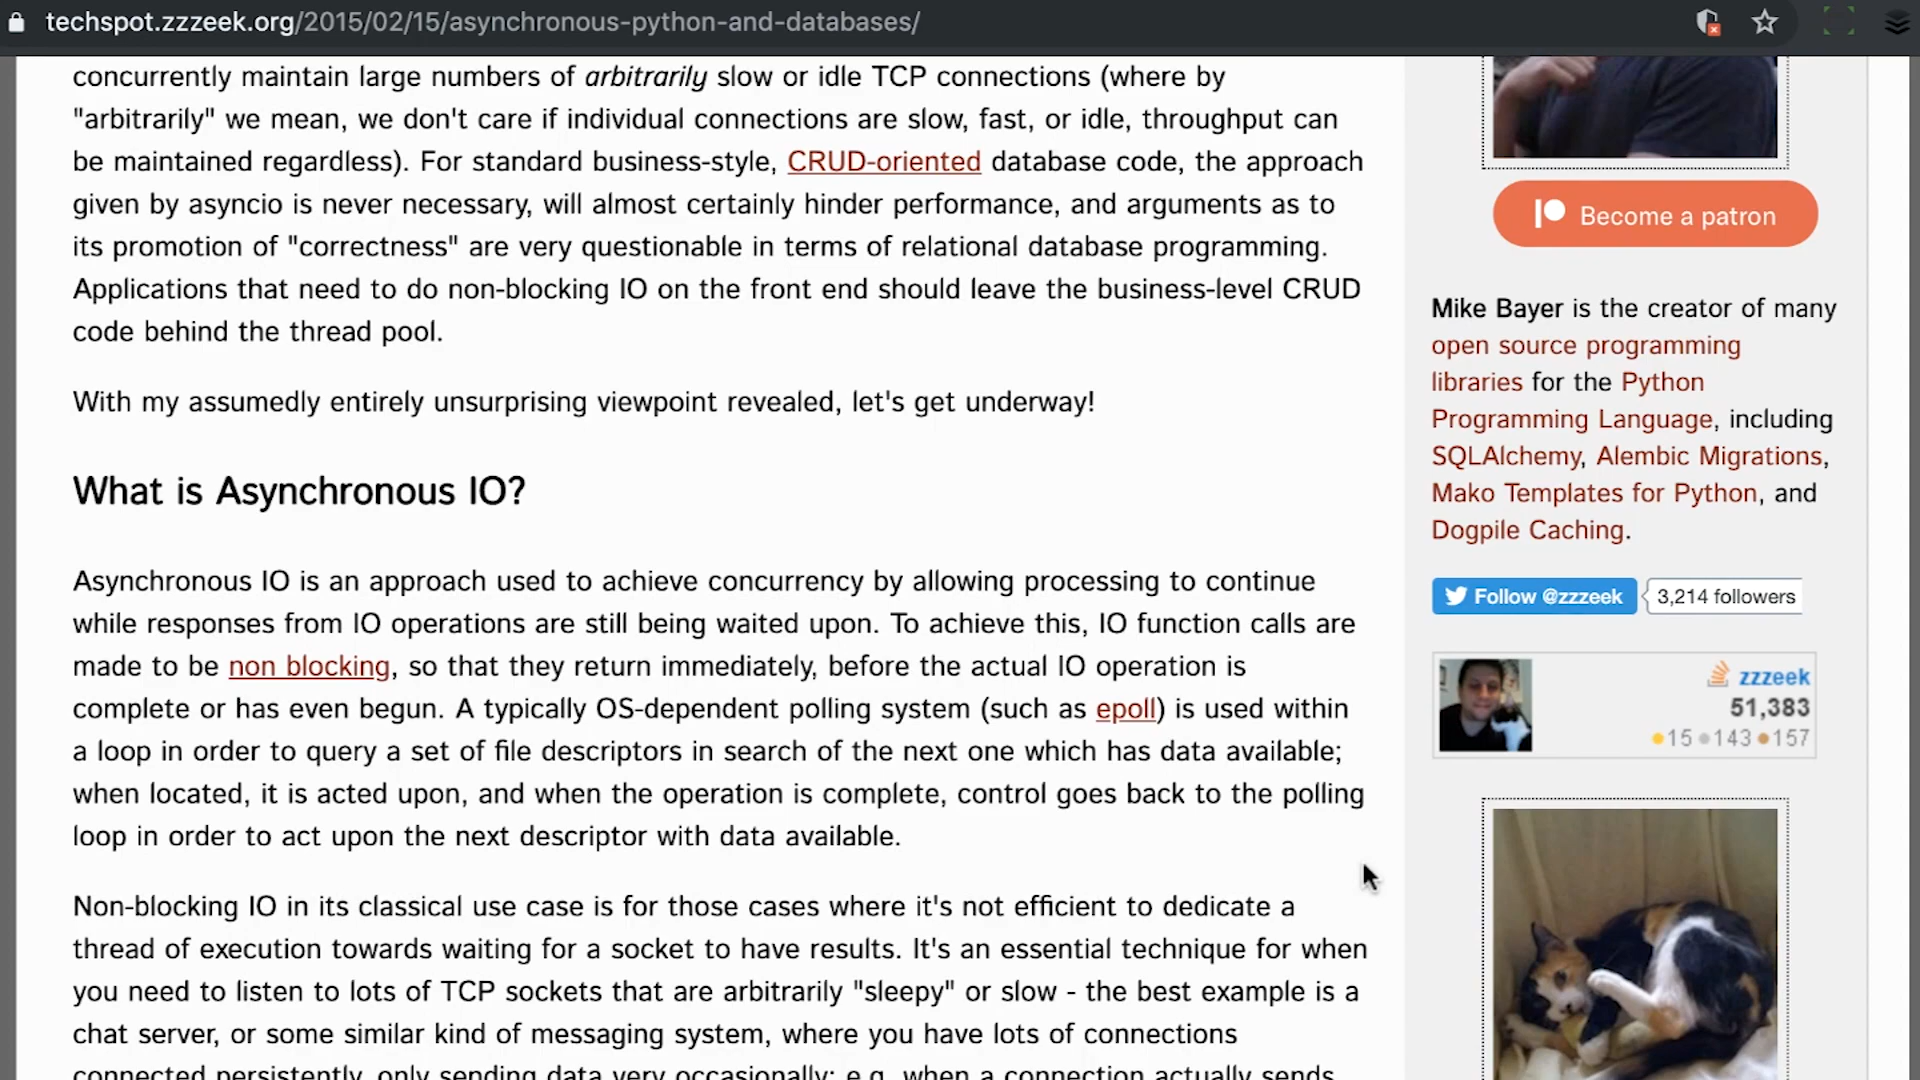 techspot.zzzeek.org/2015/02/15/asynchronous-python-and-databases/
concurrently maintain large numbers of arbitrarily slow or idle TCP connections (where by
"arbitrarily" we mean, we don't care if individual connections are slow, fast, or idle, throughput can
be maintained regardless). For standard business-style, CRUD-oriented database code, the approach
given by asyncio is never necessary, will almost certainly hinder performance, and arguments as to
its promotion of "correctness" are very questionable in terms of relational database programming.
Applications that need to do non-blocking IO on the front end should leave the business-level CRUD
code behind the thread pool.
With my assumedly entirely unsurprising viewpoint revealed, let's get underway!
What is Asynchronous IO?
Asynchronous IO is an approach used to achieve concurrency by allowing processing to continue
while responses from IO operations are still being waited upon. To achieve this, IO function calls are
made to be non blocking, so that they return immediately, before the actual IO operation is
complete or has even begun. A typically OS-dependent polling system (such as epoll) is used within
a loop in order to query a set of file descriptors in search of the next one which has data available;
when located, it is acted upon, and when the operation is complete, control goes back to the polling
loop in order to act upon the next descriptor with data available.
Non-blocking IO in its classical use case is for those cases where it's not efficient to dedicate a
thread of execution towards waiting for a socket to have results. It's an essential technique for when
you need to listen to lots of TCP sockets that are arbitrarily "sleepy" or slow - the best example is a
chat server, or some similar kind of messaging system, where you have lots of connections
connected persistently, only sending data very occasionally; e.g. when a connection actually sends
Become a patron
Mike Bayer is the creator of many
open source programming
libraries for the Python
Programming Language, including
SQLAlchemy, Alembic Migrations,
Mako Templates for Python, and
Dogpile Caching.
Follow @zzzeek
3,214 followers
zzzeek
51,383
15 143 157